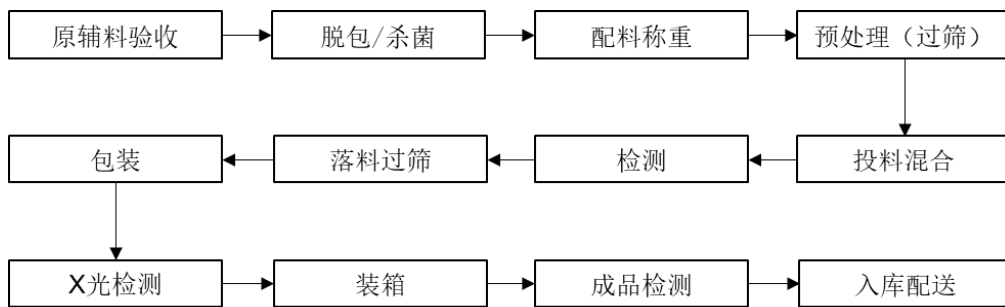 原辅料验收
脱包/杀菌
配料称重
预处理（过筛）
投料混合
检测
落料过筛
包装
X光检测
装箱
成品检测
入库配送